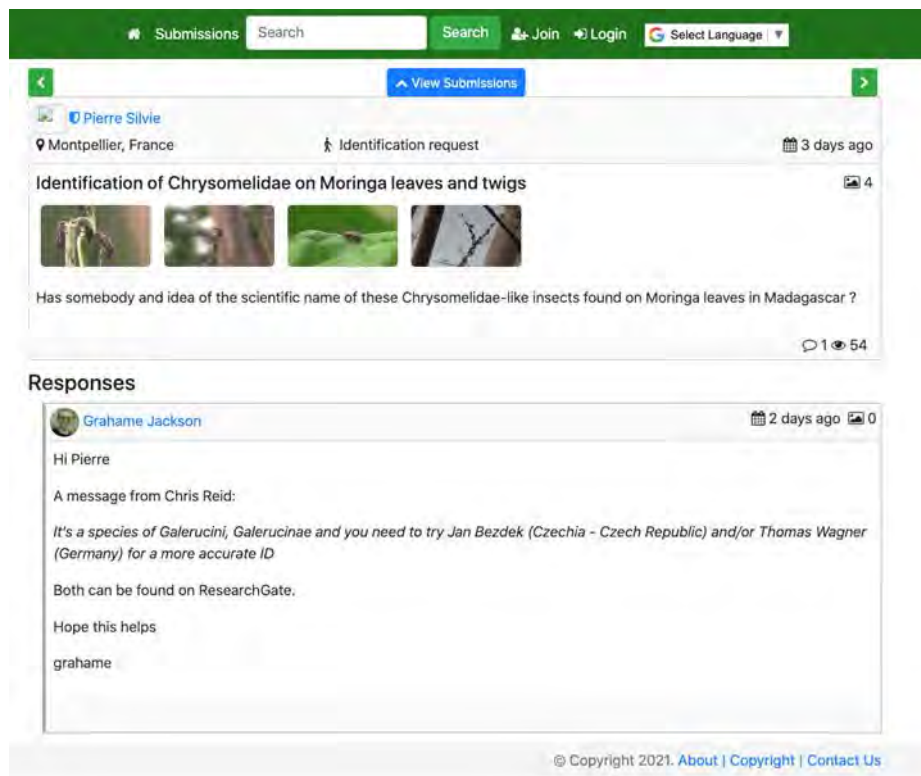 Submissions Search Search Join Login Select Language ▼
View Submissions
Pierre Silvie
Montpellier, France Identification request 3 days ago
Identification of Chrysomelidae on Moringa leaves and twigs 4
Has somebody and idea of the scientific name of these Chrysomelidae-like insects found on Moringa leaves in Madagascar ?
1 54
Responses
Grahame Jackson 2 days ago 0
Hi Pierre
A message from Chris Reid:
It's a species of Galerucini, Galerucinae and you need to try Jan Bezdek (Czechia - Czech Republic) and/or Thomas Wagner
(Germany) for a more accurate ID
Both can be found on ResearchGate.
Hope this helps
grahame
© Copyright 2021. About | Copyright | Contact Us